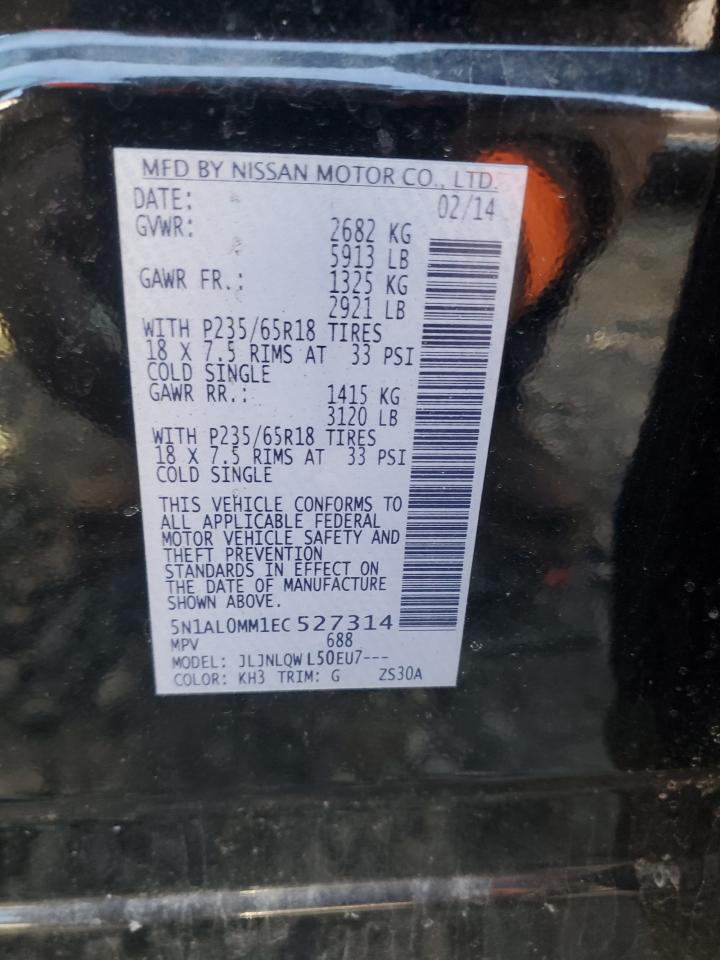 MFD BY NISSAN MOTOR CO., LTD.
DATE: 02/14
GVWR: 2682 KG
5913 LB
GAWR FR.: 1325 KG
2921 LB
WITH P235/65R18 TIRES
18 X 7.5 RIMS AT 33 PSI
COLD SINGLE
GAWR RR.: 1415 KG
3120 LB
WITH P235/65R18 TIRES
18 X 7.5 RIMS AT 33 PSI
COLD SINGLE
THIS VEHICLE CONFORMS TO
ALL APPLICABLE FEDERAL
MOTOR VEHICLE SAFETY AND
THEFT PREVENTION
STANDARDS IN EFFECT ON
THE DATE OF MANUFACTURE
SHOWN ABOVE.
5N1AL0MM1EC527314
MPV 688
MODEL: JLJNLQWL50EU7---
COLOR: KH3 TRIM: G ZS30A